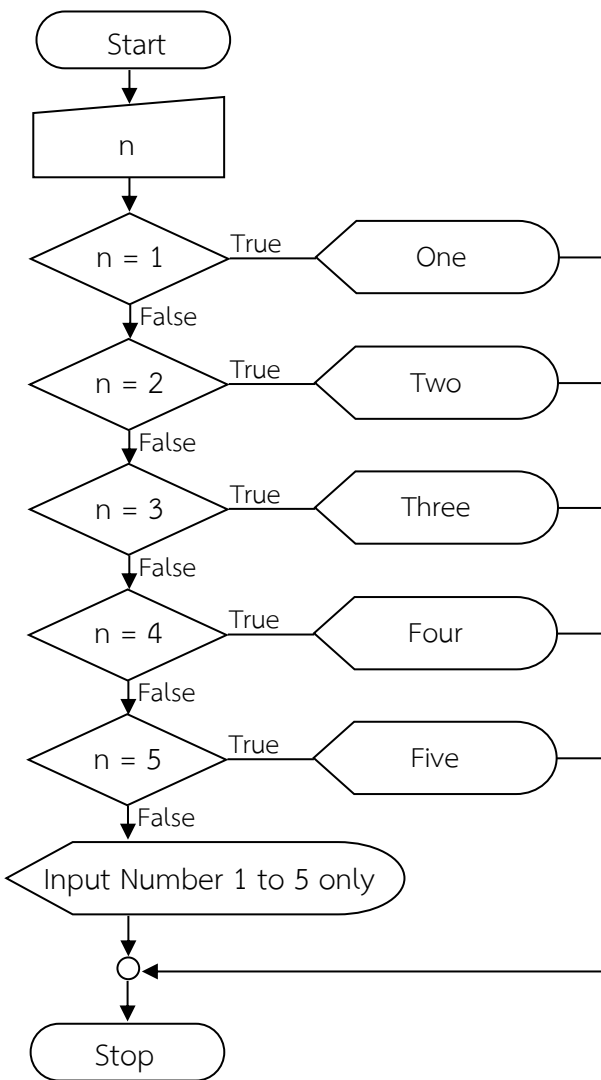 Start
n
n = 1
True
One
False
n = 2
True
Two
False
n = 3
True
Three
False
n = 4
True
Four
False
n = 5
True
Five
False
Input Number 1 to 5 only
Stop